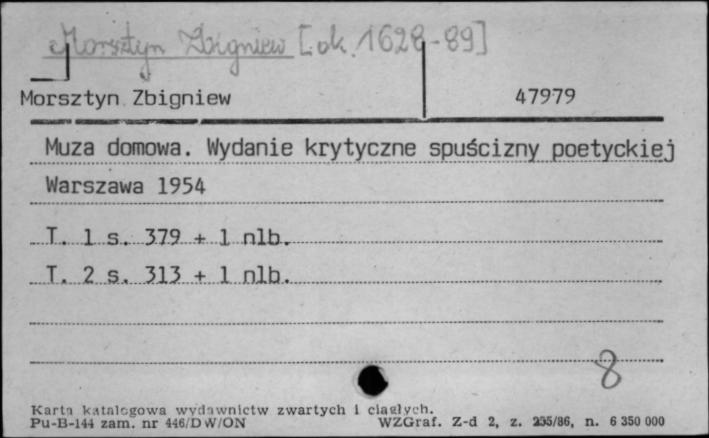 Morsztyn Zbigniew [ok. 1628-89]
Morsztyn Zbigniew 47979
Muza domowa. Wydanie krytyczne spuścizny poetyckiej
Warszawa 1954
T. 1 s. 379 + 1 nlb.
T. 2 s. 313 + 1 nlb.
8
Karta katalogowa wydawnictw zwartych i ciągłych.
Pu-B-144 zam. nr 446/DW/ON WZGraf. Z-d 2, z. 255/86, n. 6 350 000